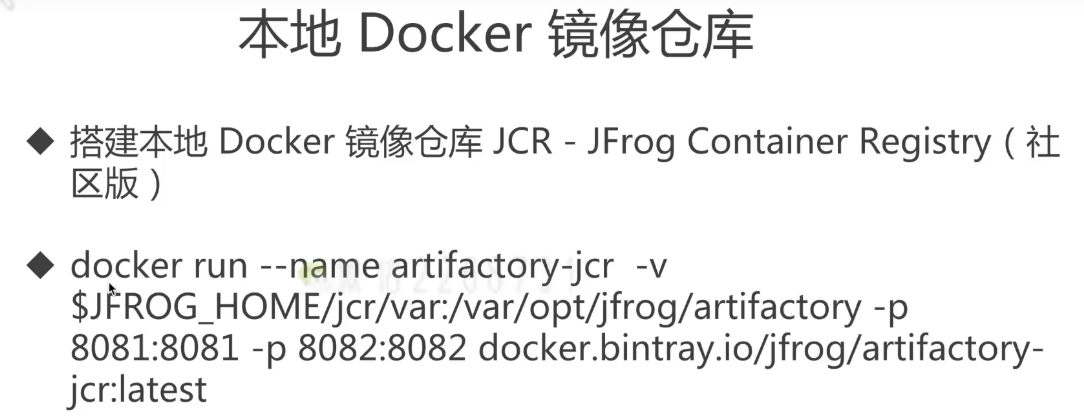 本地 Docker 镜像仓库
◆ 搭建本地 Docker 镜像仓库 JCR - JFrog Container Registry（社
区版）
◆ docker run --name artifactory-jcr -v
$JFROG_HOME/jcr/var:/var/opt/jfrog/artifactory -p
8081:8081 -p 8082:8082 docker.bintray.io/jfrog/artifactory-
jcr:latest